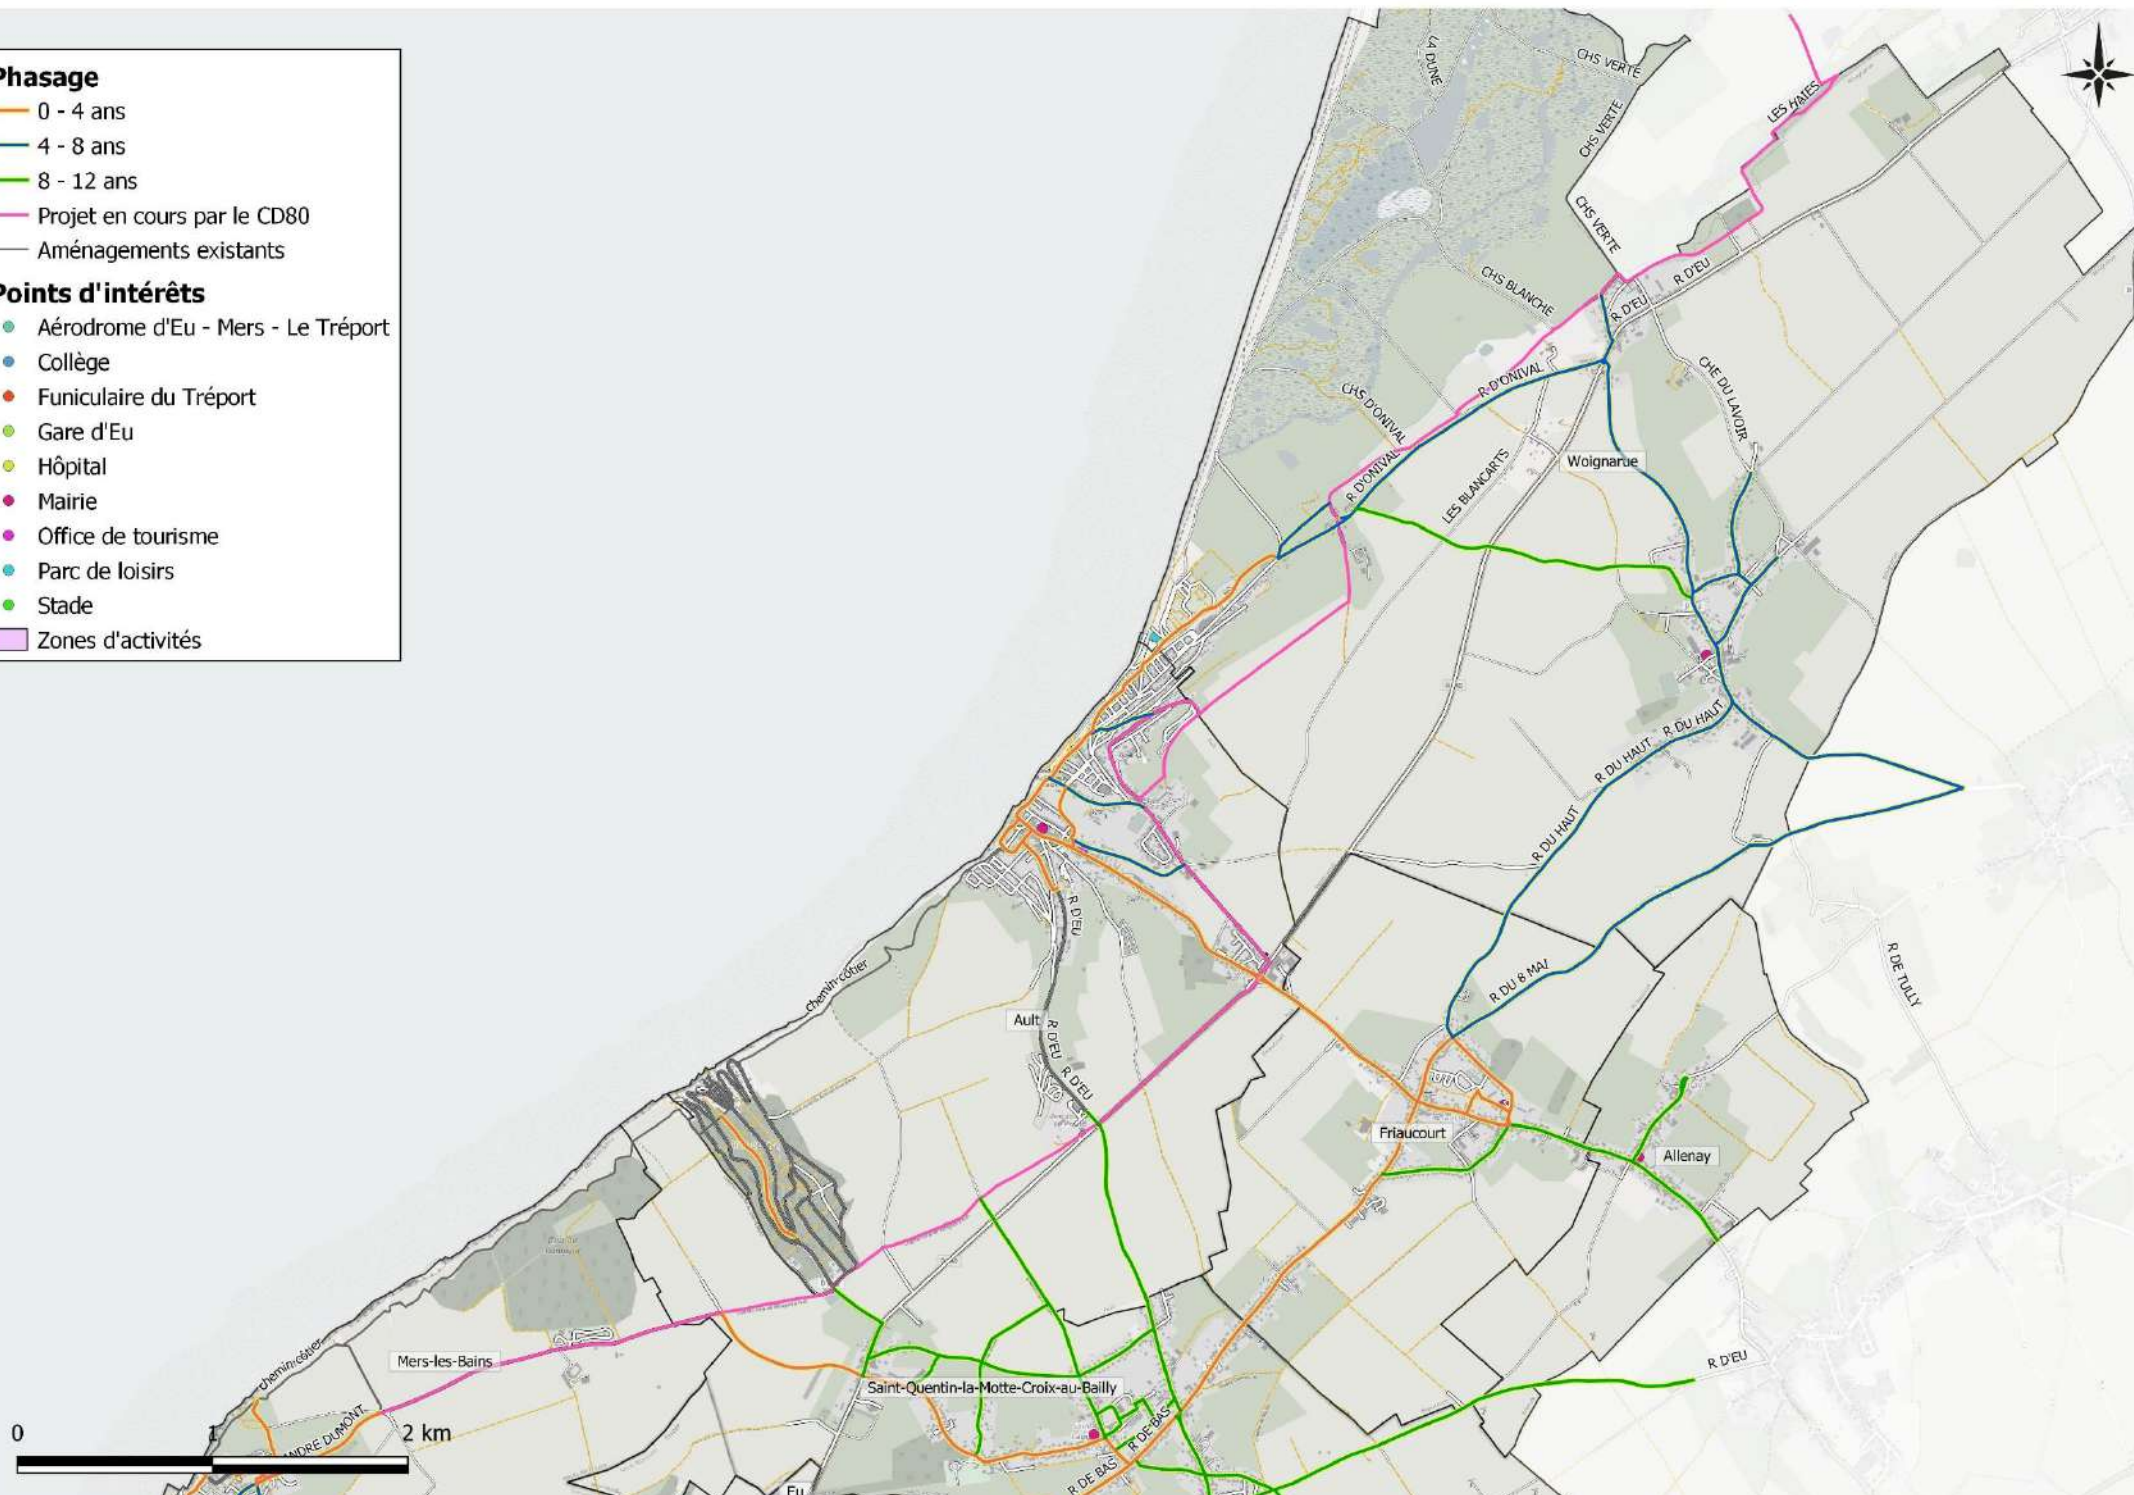 Phasage
0 - 4 ans
4 - 8 ans
8 - 12 ans
Projet en cours par le CD80
Aménagements existants
Points d'intérêts
Aérodrome d'Eu - Mers - Le Tréport
Collège
Funiculaire du Tréport
Gare d'Eu
Hôpital
Mairie
Office de tourisme
Parc de loisirs
Stade
Zones d'activités
LA DUNE
CHS VERTE
CHS VERTE
LES HAIES
CHS VERTE
CHS BLANCHE
R D'EU
R D'EU
R D'ONIVAL
CHE DU LAVOIR
CHS D'ONIVAL
R D'ONIVAL
LES BLANCARTS
Woignarue
R DU HAUT
R DU HAUT
R DU HAUT
R D'EU
R DU 8 MAI
R DE TULLY
chemin côtier
Ault
R D'EU
R D'EU
Friaucourt
Allenay
Mers-les-Bains
chemin côtier
Saint-Quentin-la-Motte-Croix-au-Bailly
R D'EU
R DE BAS
R DE BAS
ANDRE DUMONT
Eu
0 1 2 km